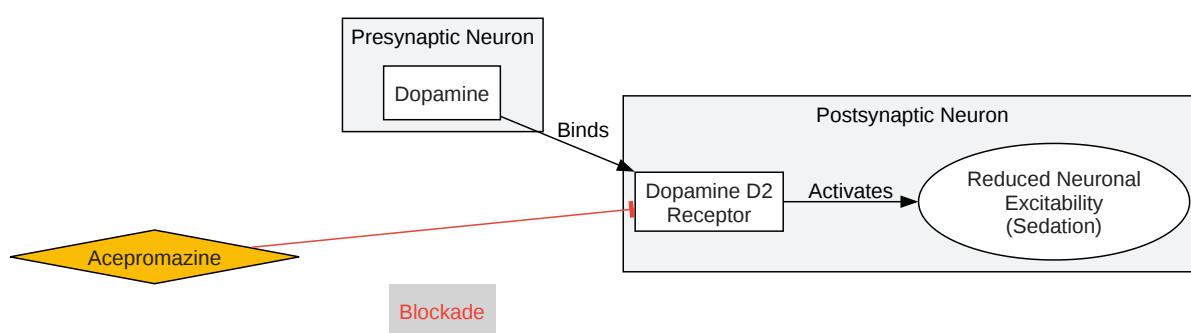 Presynaptic Neuron
Dopamine
Binds
Postsynaptic Neuron
Dopamine D2
Receptor
Activates
Reduced Neuronal
Excitability
(Sedation)
Acepromazine
Blockade